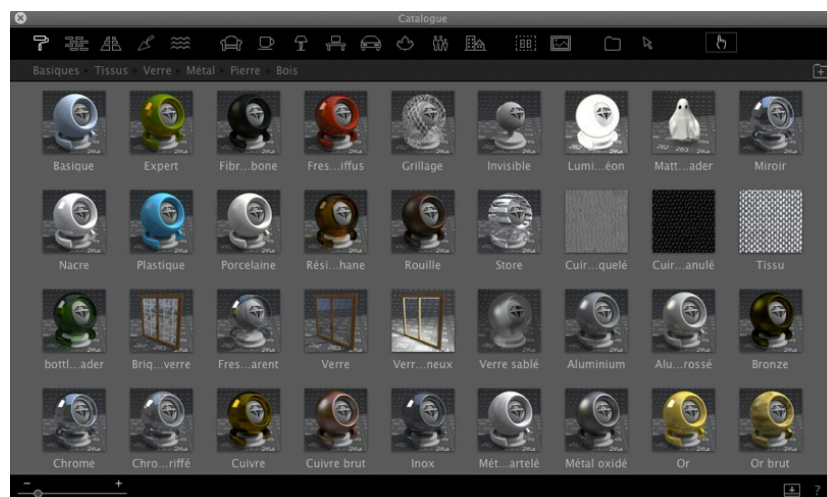 Catalogue
Basiques Tissus Verre Métal Pierre Bois
Basique Expert Fibr...bone Fres...iffus Grillage Invisible Lumi...éon Matt...ader Miroir
Nacre Plastique Porcelaine Rési...hane Rouille Store Cuir...quelé Cuir...anulé Tissu
bottl...ader Briq...verre Fres...arent Verre Verr...neux Verre sablé Aluminium Alu...rossé Bronze
Chrome Chro...riffé Cuivre Cuivre brut Inox Mét...artelé Métal oxidé Or Or brut
- + ?